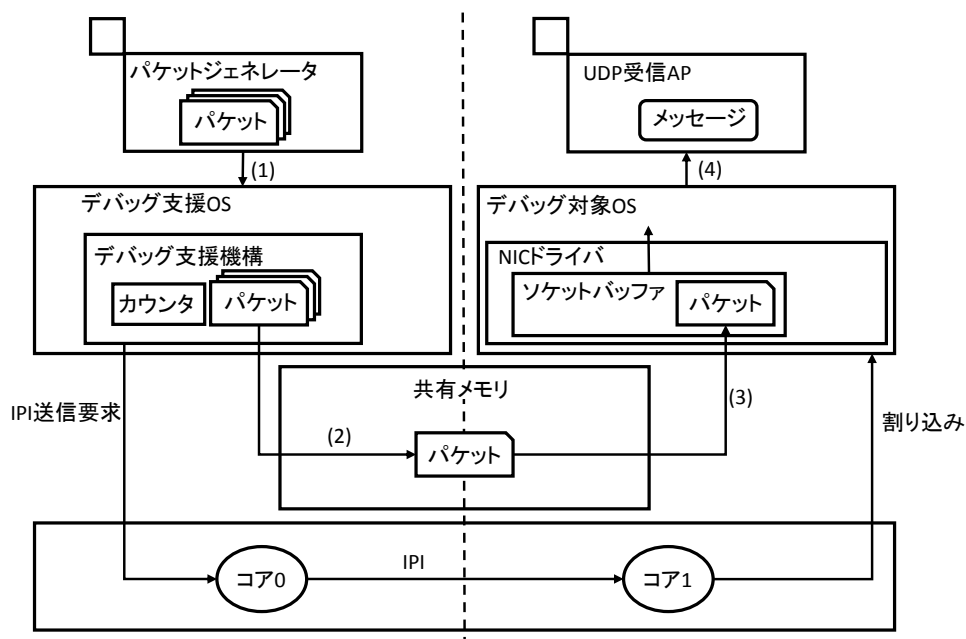 パケットジェネレータ
パケット
(1)
デバッグ支援OS
デバッグ支援機構
カウンタ
パケット
IPI送信要求
UDP受信AP
メッセージ
(4)
デバッグ対象OS
NICドライバ
ソケットバッファ
パケット
共有メモリ
(2)
パケット
(3)
割り込み
コア0
IPI
コア1